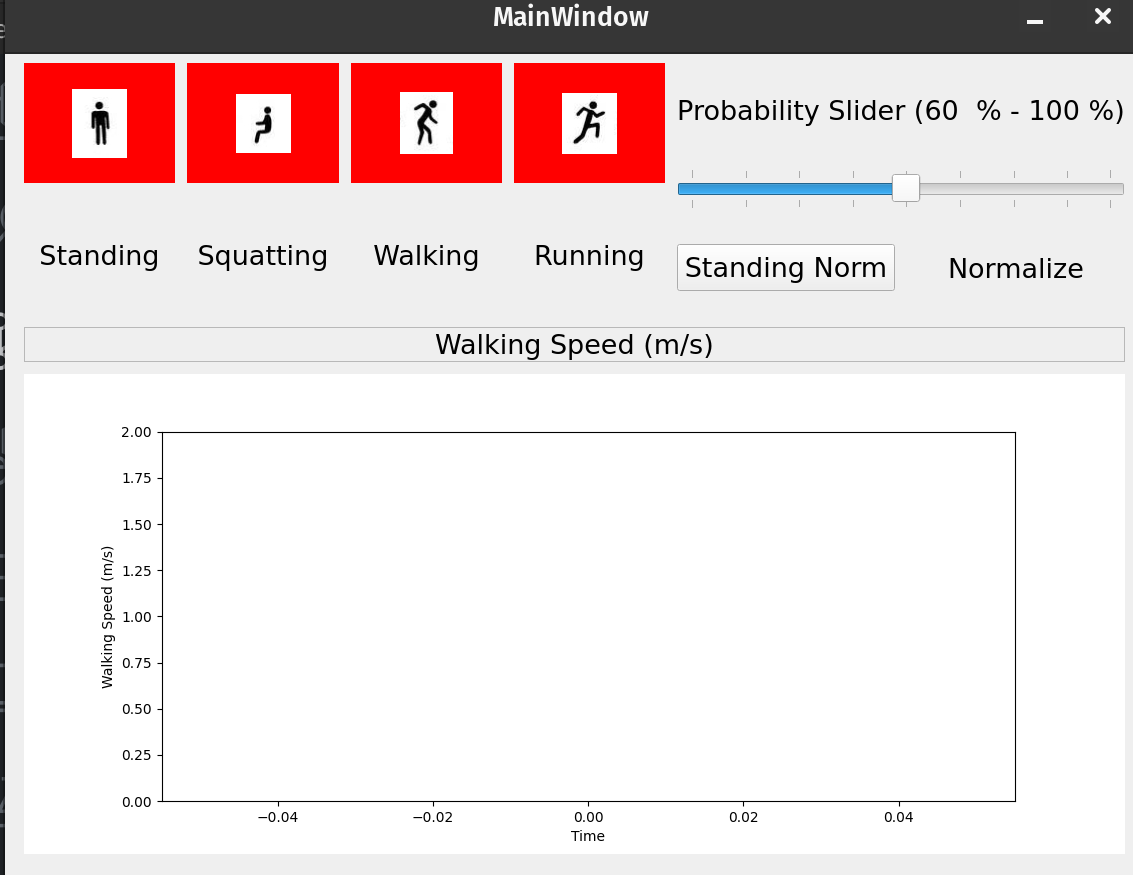 MainWindow
Probability Slider (60  % - 100 %)
Standing Squatting Walking Running
Standing Norm Normalize
Walking Speed (m/s)
2.00
1.75
1.50
1.25
1.00
0.75
0.50
0.25
0.00
Walking Speed (m/s)
−0.04 −0.02 0.00 0.02 0.04
Time